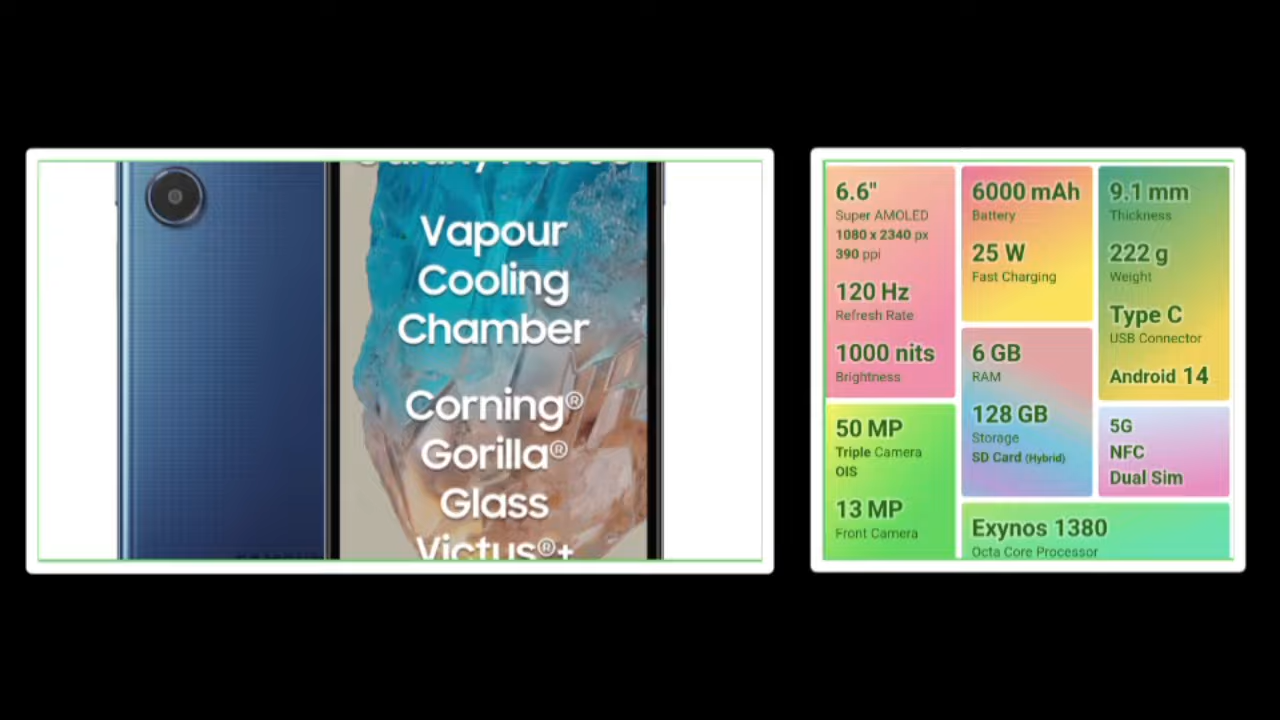 Vapour
Cooling
Chamber
Corning®
Gorilla®
Glass
Victus®+
6.6"
Super AMOLED
1080 x 2340 px
390 ppi
120 Hz
Refresh Rate
1000 nits
Brightness
50 MP
Triple Camera
OIS
13 MP
Front Camera
6000 mAh
Battery
25 W
Fast Charging
6 GB
RAM
128 GB
Storage
SD Card (Hybrid)
9.1 mm
Thickness
222 g
Weight
Type C
USB Connector
Android 14
5G
NFC
Dual Sim
Exynos 1380
Octa Core Processor